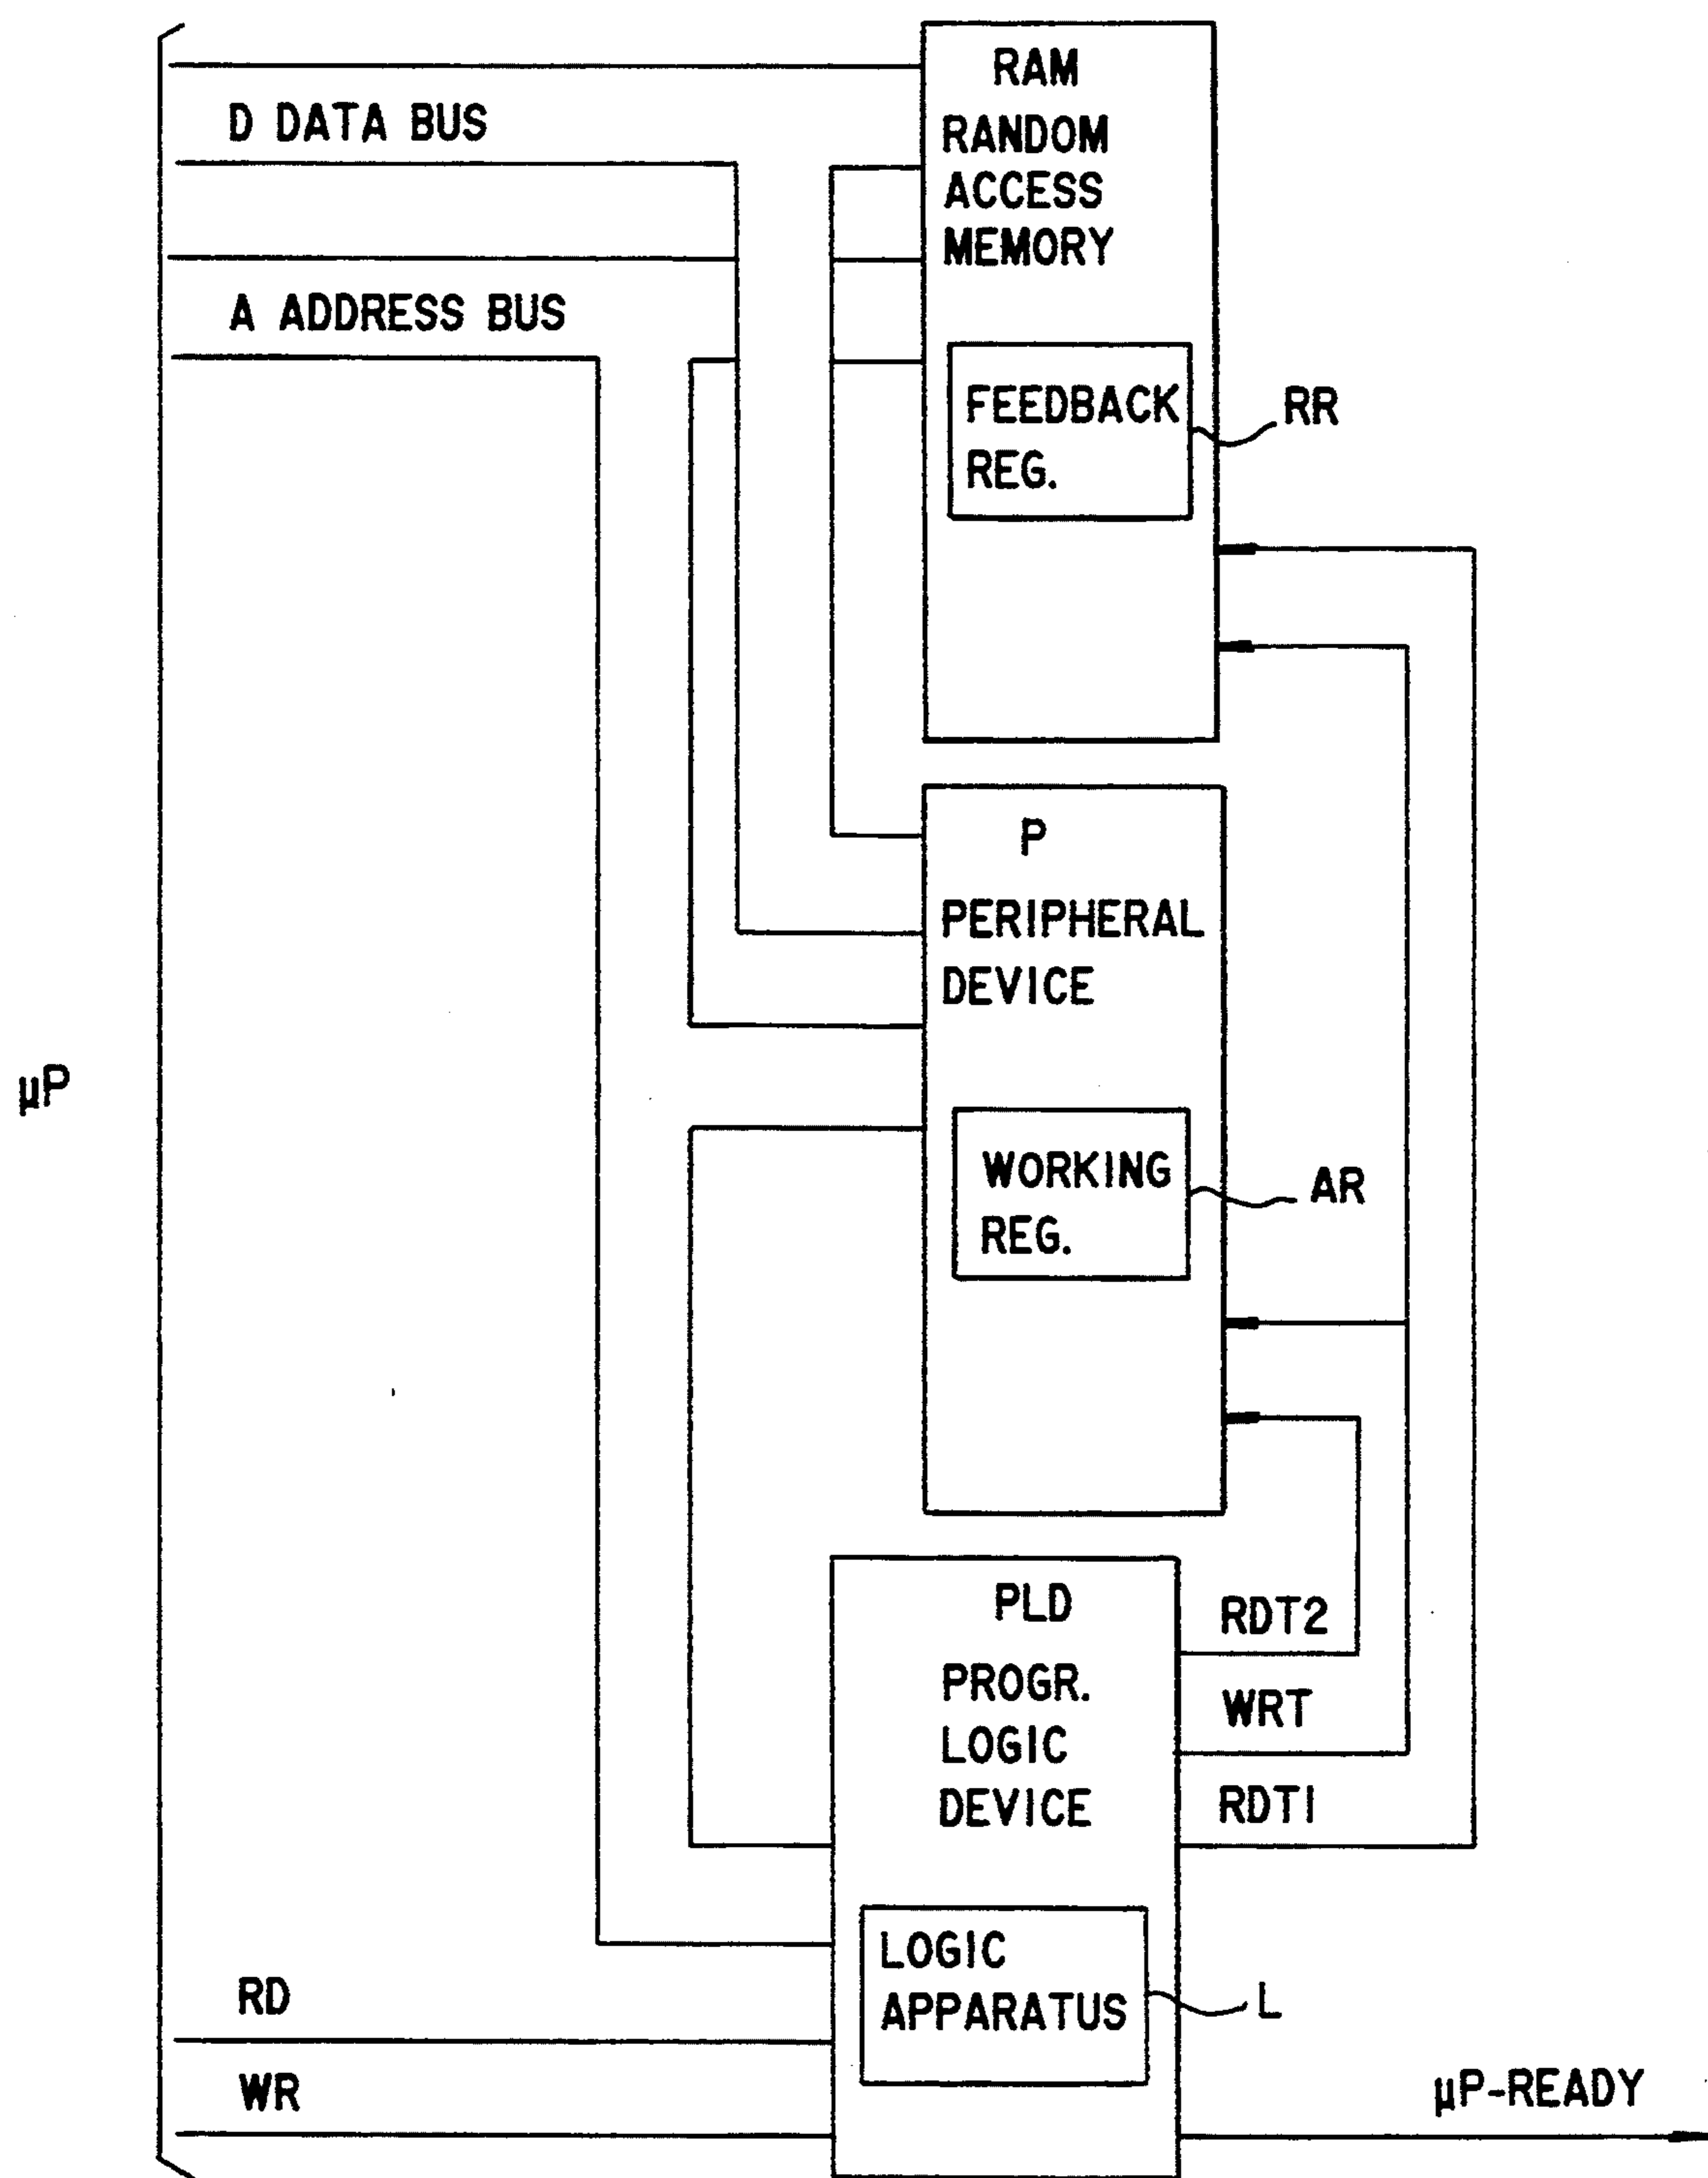 RAM
RANDOM
ACCESS
MEMORY
D DATA BUS
A ADDRESS BUS
FEEDBACK
REG.
RR
P
PERIPHERAL
DEVICE
µP
WORKING
REG.
AR
PLD
PROGR.
LOGIC
DEVICE
RDT2
WRT
RDT1
LOGIC
APPARATUS
L
RD
WR
µP-READY